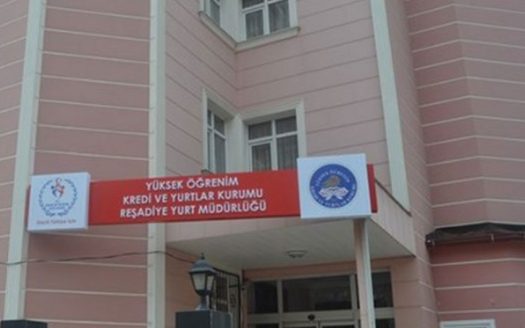 YÜKSEK ÖĞRENİM
KREDİ VE YURTLAR KURUMU
REŞADİYE YURT MÜDÜRLÜĞÜ